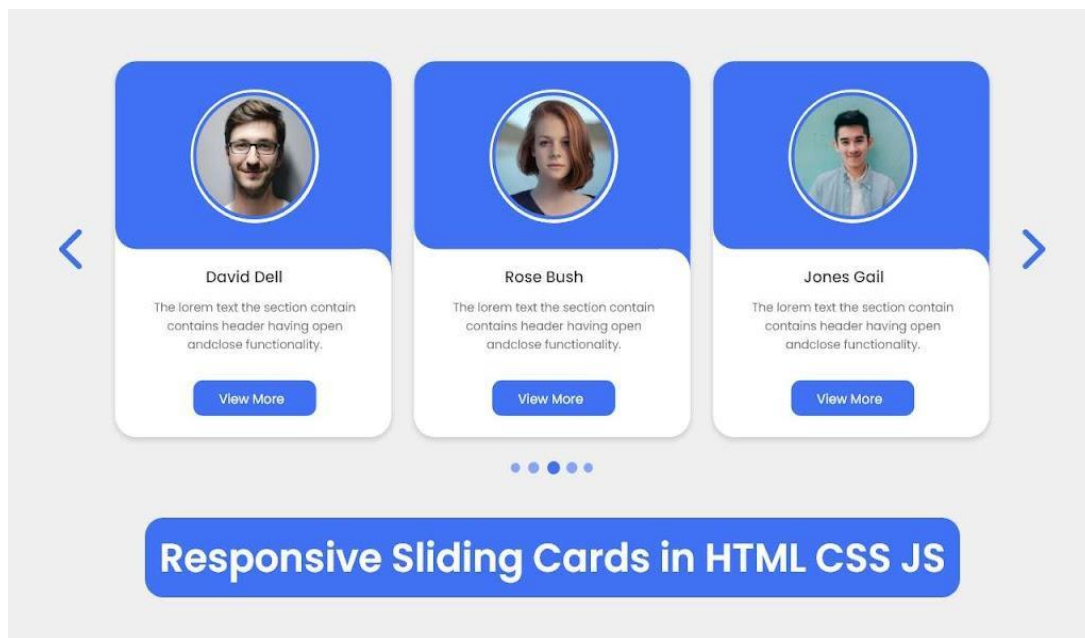 David Dell
The lorem text the section contain
contains header having open
andclose functionality.
View More
Rose Bush
The lorem text the section contain
contains header having open
andclose functionality.
View More
Jones Gail
The lorem text the section contain
contains header having open
andclose functionality.
View More
Responsive Sliding Cards in HTML CSS JS